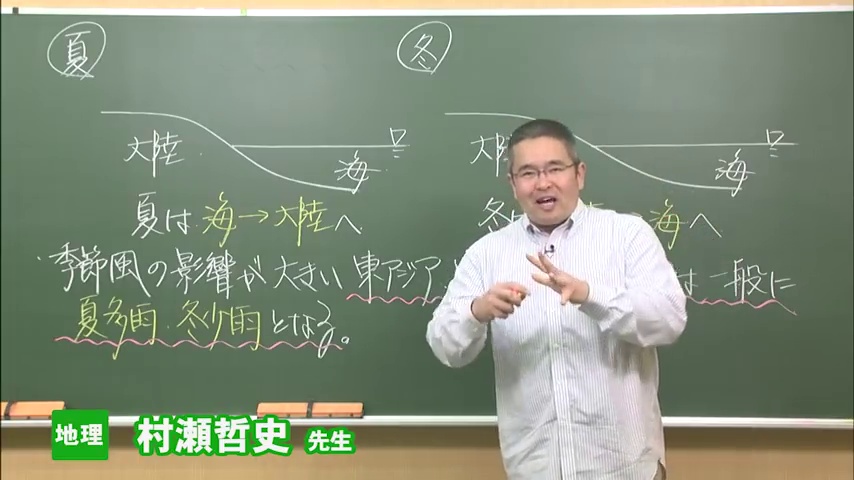 夏
冬
大陸
海
大陸
海
夏は 海→大陸へ
冬は
→海へ
季節風の影響が大きい 東アジア
は一般に
夏多雨、冬少雨となる。
地理 村瀬哲史 先生